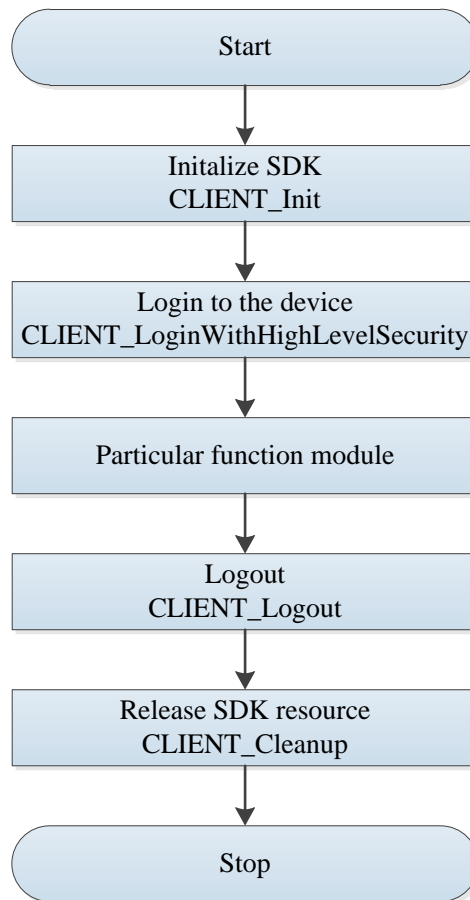 Start
Initalize SDK
CLIENT_Init
Login to the device
CLIENT_LoginWithHighLevelSecurity
Particular function module
Logout
CLIENT_Logout
Release SDK resource
CLIENT_Cleanup
Stop